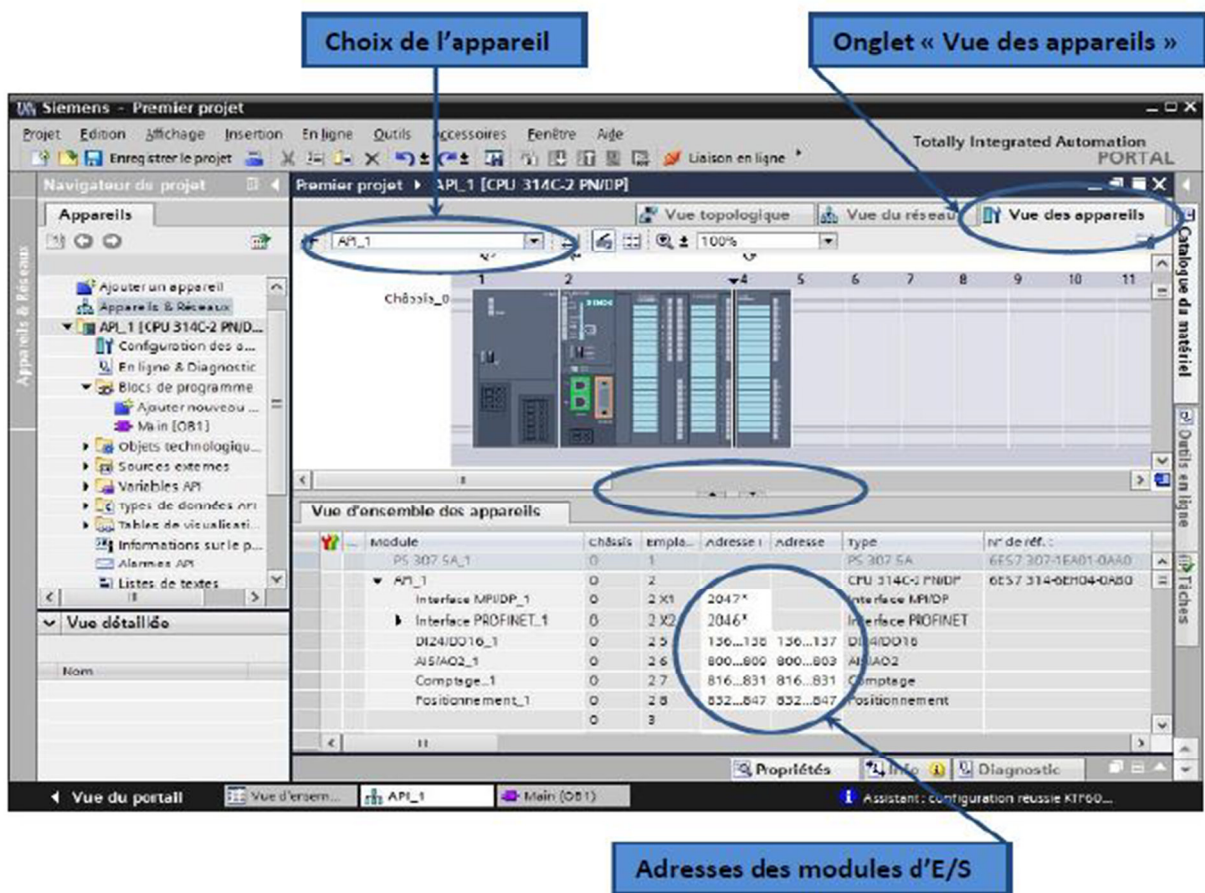 Choix de l'appareil
Onglet « Vue des appareils »
Siemens - Premier projet
Projet Edition Affichage Insertion En ligne Outils Accessoires Fenêtre Aide
Totally Integrated Automation
PORTAL
Enregistrer le projet
Liaison en ligne
Navigateur du projet
Premier projet API_1 [CPU 314C-2 PN/DP]
Appareils
Vue topologique
Vue du réseau
Vue des appareils
API_1
100%
Appareils & Réseaux
Catalogue du matériel
Outils en ligne
Tâches
Ajouter un appareil
Appareils & Réseaux
API_1 [CPU 314C-2 PN/D...
Configuration des a...
En ligne & Diagnostic
Blocs de programme
Ajouter nouveau ...
Main [OB1]
Objets technologiqu...
Sources externes
Variables API
Types de données
Tables de visualisati...
Informations sur le p...
Alarmes API
Listes de textes
Vue détaillée
Nom
1 2 4 5 6 7 8 9 10 11
Châssis_0
Vue d'ensemble des appareils
... Module Châssis Empla... Adresse I Adresse Type N° de réf. :
PS 307 5A_1 0 1 PS 307 5A 6ES7 307-1EA01-0AA0
API_1 0 2 CPU 314C-2 PN/DP 6ES7 314-6EH04-0AB0
Interface MPI/DP_1 0 2 X1 2047* Interface MPI/DP
Interface PROFINET_1 0 2 X2 2046* Interface PROFINET
DI24/DO16_1 0 2 5 136...138 136...137 DI24/DO16
AI5/AO2_1 0 2 6 800...809 800...803 AI5/AO2
Comptage_1 0 2 7 816...831 816...831 Comptage
Positionnement_1 0 2 8 832...847 832...847 Positionnement
0 3
Propriétés
Info
Diagnostic
Vue du portail
Vue d'ensem...
API_1
Main (OB1)
Assistant : configuration réussie KTP60...
Adresses des modules d'E/S